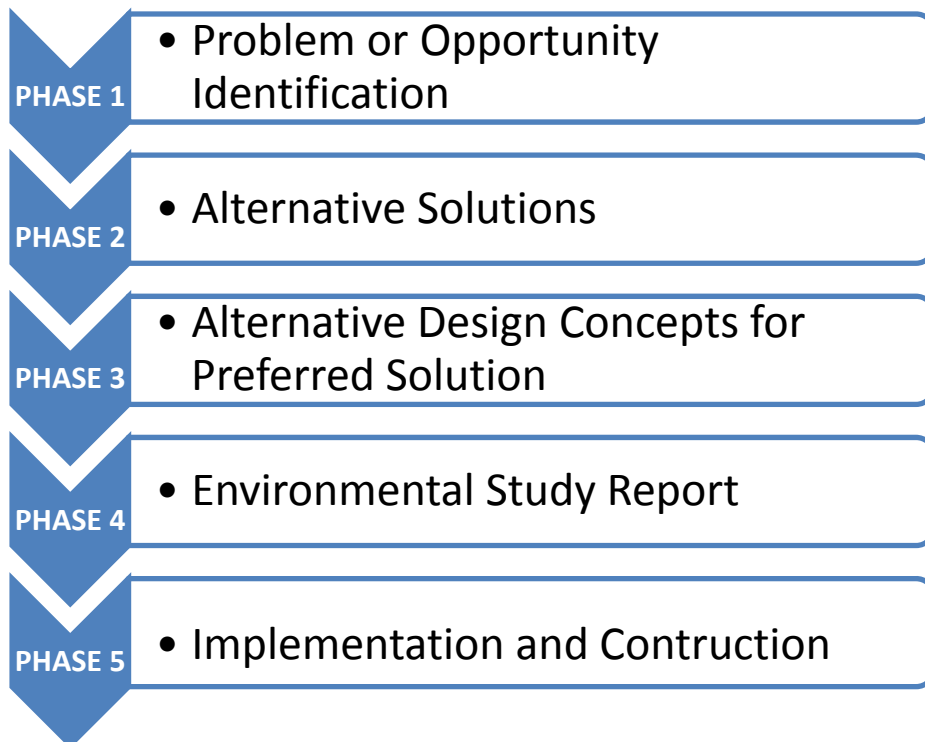 PHASE 1
• Problem or Opportunity
Identification
PHASE 2
• Alternative Solutions
PHASE 3
• Alternative Design Concepts for
Preferred Solution
PHASE 4
• Environmental Study Report
PHASE 5
• Implementation and Contruction